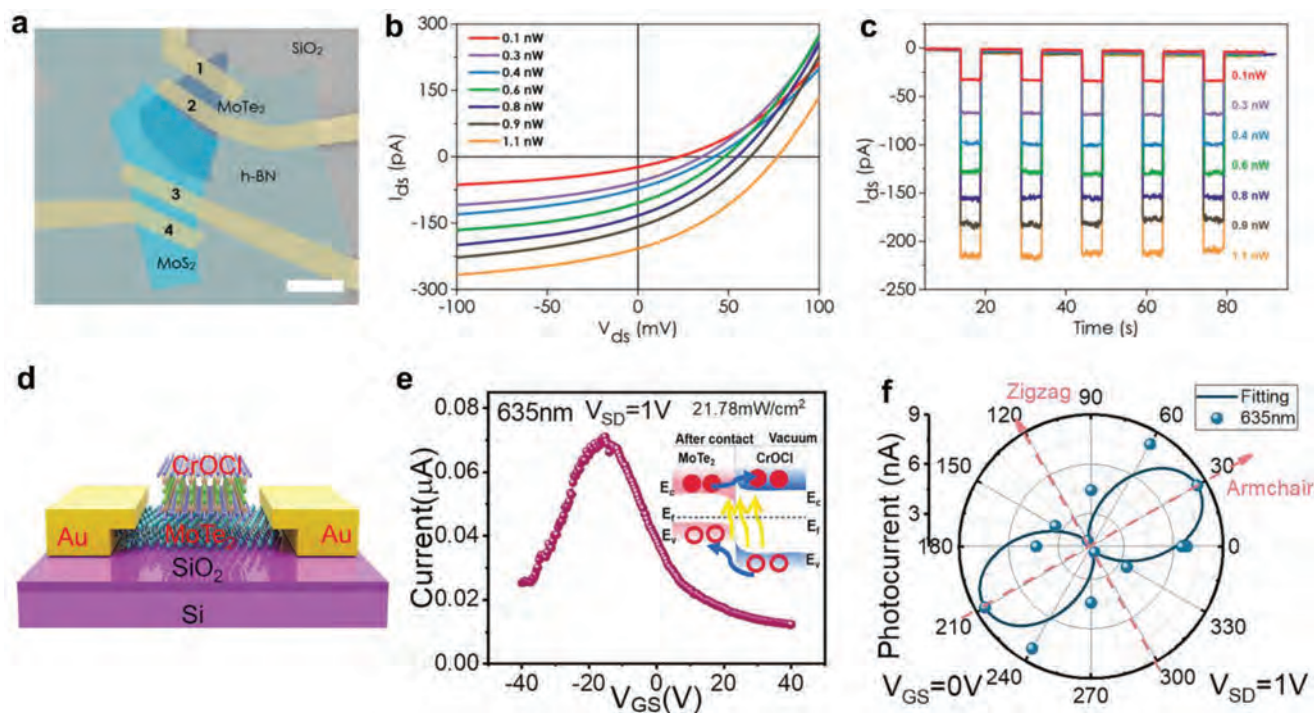 a
SiO2
1
2
MoTe2
h-BN
3
4
MoS2
b
300
150
0
-150
-300
Ids (pA)
0.1 nW
0.3 nW
0.4 nW
0.6 nW
0.8 nW
0.9 nW
1.1 nW
-100
-50
0
50
100
Vds (mV)
c
0
-50
-100
-150
-200
-250
Ids (pA)
0.1nW
0.3 nW
0.4 nW
0.6 nW
0.8 nW
0.9 nW
1.1 nW
20
40
60
80
Time (s)
d
CrOCl
Au
MoTe2
Au
SiO2
Si
e
0.08
0.06
0.04
0.02
0.00
Current(μA)
635nm VSD=1V 21.78mW/cm2
After contact Vacuum
MoTe2 CrOCl
Ec
Ec
Ef
Ef
Ev
Ev
-40
-20
0
20
40
VGS(V)
f
Fitting
635nm
9
6
3
3
6
9
Photocurrent (nA)
Zigzag
Armchair
90
60
30
0
330
300
270
240
210
180
150
120
VGS=0V
VSD=1V